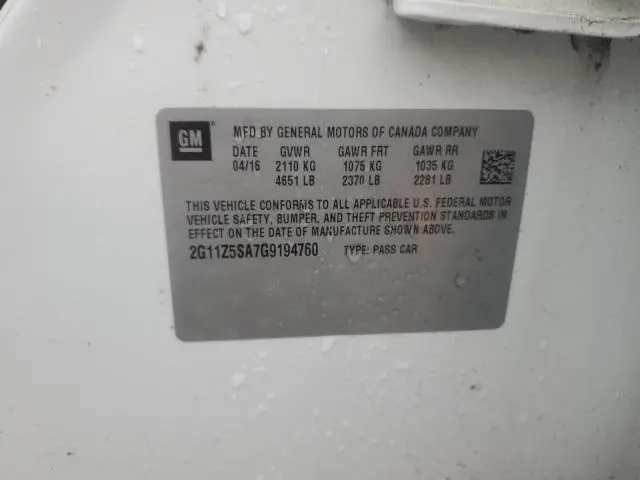 GM
MFD BY GENERAL MOTORS OF CANADA COMPANY
DATE GVWR GAWR FRT GAWR RR
04/16 2110 KG 1075 KG 1035 KG
4651 LB 2370 LB 2281 LB
THIS VEHICLE CONFORMS TO ALL APPLICABLE U.S. FEDERAL MOTOR
VEHICLE SAFETY, BUMPER, AND THEFT PREVENTION STANDARDS IN
EFFECT ON THE DATE OF MANUFACTURE SHOWN ABOVE.
2G11Z5SA7G9194760 TYPE: PASS CAR